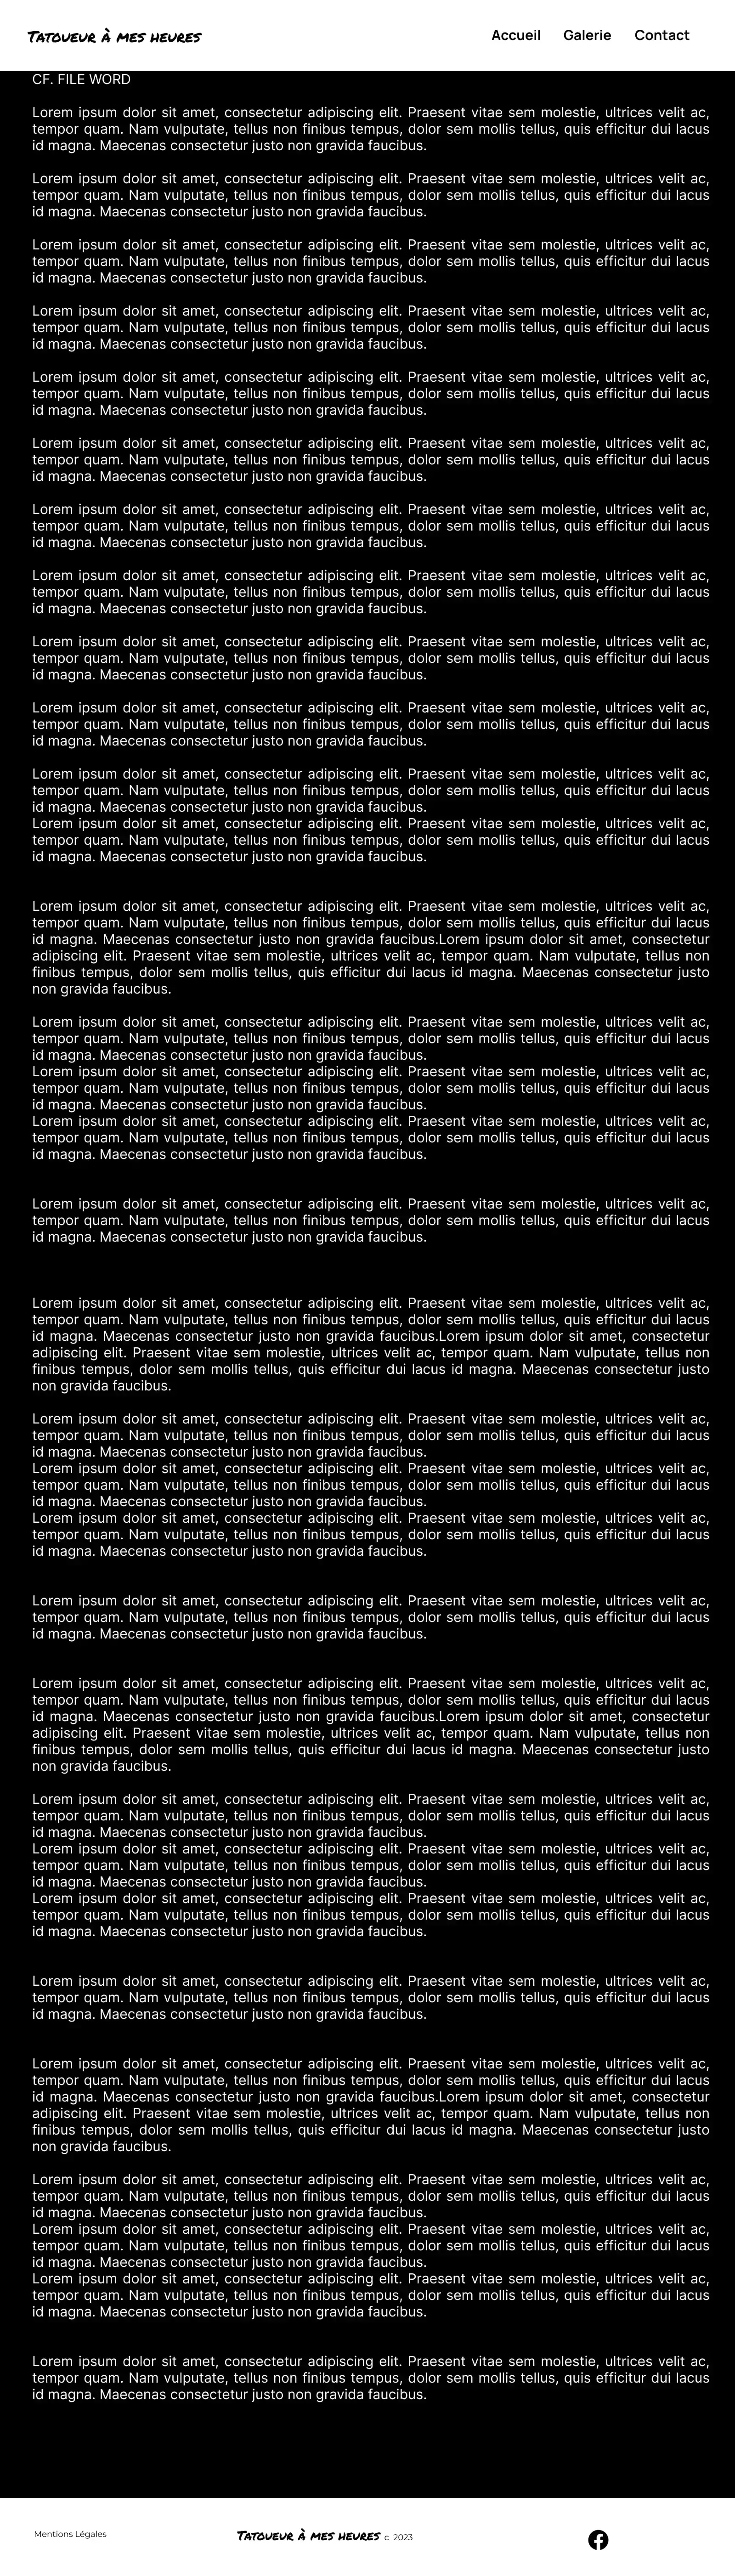 Tatoueur à mes heures
Accueil Galerie Contact
CF. FILE WORD
Lorem ipsum dolor sit amet, consectetur adipiscing elit. Praesent vitae sem molestie, ultrices velit ac,
tempor quam. Nam vulputate, tellus non finibus tempus, dolor sem mollis tellus, quis efficitur dui lacus
id magna. Maecenas consectetur justo non gravida faucibus.
Lorem ipsum dolor sit amet, consectetur adipiscing elit. Praesent vitae sem molestie, ultrices velit ac,
tempor quam. Nam vulputate, tellus non finibus tempus, dolor sem mollis tellus, quis efficitur dui lacus
id magna. Maecenas consectetur justo non gravida faucibus.
Lorem ipsum dolor sit amet, consectetur adipiscing elit. Praesent vitae sem molestie, ultrices velit ac,
tempor quam. Nam vulputate, tellus non finibus tempus, dolor sem mollis tellus, quis efficitur dui lacus
id magna. Maecenas consectetur justo non gravida faucibus.
Lorem ipsum dolor sit amet, consectetur adipiscing elit. Praesent vitae sem molestie, ultrices velit ac,
tempor quam. Nam vulputate, tellus non finibus tempus, dolor sem mollis tellus, quis efficitur dui lacus
id magna. Maecenas consectetur justo non gravida faucibus.
Lorem ipsum dolor sit amet, consectetur adipiscing elit. Praesent vitae sem molestie, ultrices velit ac,
tempor quam. Nam vulputate, tellus non finibus tempus, dolor sem mollis tellus, quis efficitur dui lacus
id magna. Maecenas consectetur justo non gravida faucibus.
Lorem ipsum dolor sit amet, consectetur adipiscing elit. Praesent vitae sem molestie, ultrices velit ac,
tempor quam. Nam vulputate, tellus non finibus tempus, dolor sem mollis tellus, quis efficitur dui lacus
id magna. Maecenas consectetur justo non gravida faucibus.
Lorem ipsum dolor sit amet, consectetur adipiscing elit. Praesent vitae sem molestie, ultrices velit ac,
tempor quam. Nam vulputate, tellus non finibus tempus, dolor sem mollis tellus, quis efficitur dui lacus
id magna. Maecenas consectetur justo non gravida faucibus.
Lorem ipsum dolor sit amet, consectetur adipiscing elit. Praesent vitae sem molestie, ultrices velit ac,
tempor quam. Nam vulputate, tellus non finibus tempus, dolor sem mollis tellus, quis efficitur dui lacus
id magna. Maecenas consectetur justo non gravida faucibus.
Lorem ipsum dolor sit amet, consectetur adipiscing elit. Praesent vitae sem molestie, ultrices velit ac,
tempor quam. Nam vulputate, tellus non finibus tempus, dolor sem mollis tellus, quis efficitur dui lacus
id magna. Maecenas consectetur justo non gravida faucibus.
Lorem ipsum dolor sit amet, consectetur adipiscing elit. Praesent vitae sem molestie, ultrices velit ac,
tempor quam. Nam vulputate, tellus non finibus tempus, dolor sem mollis tellus, quis efficitur dui lacus
id magna. Maecenas consectetur justo non gravida faucibus.
Lorem ipsum dolor sit amet, consectetur adipiscing elit. Praesent vitae sem molestie, ultrices velit ac,
tempor quam. Nam vulputate, tellus non finibus tempus, dolor sem mollis tellus, quis efficitur dui lacus
id magna. Maecenas consectetur justo non gravida faucibus.
Lorem ipsum dolor sit amet, consectetur adipiscing elit. Praesent vitae sem molestie, ultrices velit ac,
tempor quam. Nam vulputate, tellus non finibus tempus, dolor sem mollis tellus, quis efficitur dui lacus
id magna. Maecenas consectetur justo non gravida faucibus.
Lorem ipsum dolor sit amet, consectetur adipiscing elit. Praesent vitae sem molestie, ultrices velit ac,
tempor quam. Nam vulputate, tellus non finibus tempus, dolor sem mollis tellus, quis efficitur dui lacus
id magna. Maecenas consectetur justo non gravida faucibus.Lorem ipsum dolor sit amet, consectetur
adipiscing elit. Praesent vitae sem molestie, ultrices velit ac, tempor quam. Nam vulputate, tellus non
finibus tempus, dolor sem mollis tellus, quis efficitur dui lacus id magna. Maecenas consectetur justo
non gravida faucibus.
Lorem ipsum dolor sit amet, consectetur adipiscing elit. Praesent vitae sem molestie, ultrices velit ac,
tempor quam. Nam vulputate, tellus non finibus tempus, dolor sem mollis tellus, quis efficitur dui lacus
id magna. Maecenas consectetur justo non gravida faucibus.
Lorem ipsum dolor sit amet, consectetur adipiscing elit. Praesent vitae sem molestie, ultrices velit ac,
tempor quam. Nam vulputate, tellus non finibus tempus, dolor sem mollis tellus, quis efficitur dui lacus
id magna. Maecenas consectetur justo non gravida faucibus.
Lorem ipsum dolor sit amet, consectetur adipiscing elit. Praesent vitae sem molestie, ultrices velit ac,
tempor quam. Nam vulputate, tellus non finibus tempus, dolor sem mollis tellus, quis efficitur dui lacus
id magna. Maecenas consectetur justo non gravida faucibus.
Lorem ipsum dolor sit amet, consectetur adipiscing elit. Praesent vitae sem molestie, ultrices velit ac,
tempor quam. Nam vulputate, tellus non finibus tempus, dolor sem mollis tellus, quis efficitur dui lacus
id magna. Maecenas consectetur justo non gravida faucibus.
Lorem ipsum dolor sit amet, consectetur adipiscing elit. Praesent vitae sem molestie, ultrices velit ac,
tempor quam. Nam vulputate, tellus non finibus tempus, dolor sem mollis tellus, quis efficitur dui lacus
id magna. Maecenas consectetur justo non gravida faucibus.Lorem ipsum dolor sit amet, consectetur
adipiscing elit. Praesent vitae sem molestie, ultrices velit ac, tempor quam. Nam vulputate, tellus non
finibus tempus, dolor sem mollis tellus, quis efficitur dui lacus id magna. Maecenas consectetur justo
non gravida faucibus.
Lorem ipsum dolor sit amet, consectetur adipiscing elit. Praesent vitae sem molestie, ultrices velit ac,
tempor quam. Nam vulputate, tellus non finibus tempus, dolor sem mollis tellus, quis efficitur dui lacus
id magna. Maecenas consectetur justo non gravida faucibus.
Lorem ipsum dolor sit amet, consectetur adipiscing elit. Praesent vitae sem molestie, ultrices velit ac,
tempor quam. Nam vulputate, tellus non finibus tempus, dolor sem mollis tellus, quis efficitur dui lacus
id magna. Maecenas consectetur justo non gravida faucibus.
Lorem ipsum dolor sit amet, consectetur adipiscing elit. Praesent vitae sem molestie, ultrices velit ac,
tempor quam. Nam vulputate, tellus non finibus tempus, dolor sem mollis tellus, quis efficitur dui lacus
id magna. Maecenas consectetur justo non gravida faucibus.
Lorem ipsum dolor sit amet, consectetur adipiscing elit. Praesent vitae sem molestie, ultrices velit ac,
tempor quam. Nam vulputate, tellus non finibus tempus, dolor sem mollis tellus, quis efficitur dui lacus
id magna. Maecenas consectetur justo non gravida faucibus.
Lorem ipsum dolor sit amet, consectetur adipiscing elit. Praesent vitae sem molestie, ultrices velit ac,
tempor quam. Nam vulputate, tellus non finibus tempus, dolor sem mollis tellus, quis efficitur dui lacus
id magna. Maecenas consectetur justo non gravida faucibus.Lorem ipsum dolor sit amet, consectetur
adipiscing elit. Praesent vitae sem molestie, ultrices velit ac, tempor quam. Nam vulputate, tellus non
finibus tempus, dolor sem mollis tellus, quis efficitur dui lacus id magna. Maecenas consectetur justo
non gravida faucibus.
Lorem ipsum dolor sit amet, consectetur adipiscing elit. Praesent vitae sem molestie, ultrices velit ac,
tempor quam. Nam vulputate, tellus non finibus tempus, dolor sem mollis tellus, quis efficitur dui lacus
id magna. Maecenas consectetur justo non gravida faucibus.
Lorem ipsum dolor sit amet, consectetur adipiscing elit. Praesent vitae sem molestie, ultrices velit ac,
tempor quam. Nam vulputate, tellus non finibus tempus, dolor sem mollis tellus, quis efficitur dui lacus
id magna. Maecenas consectetur justo non gravida faucibus.
Lorem ipsum dolor sit amet, consectetur adipiscing elit. Praesent vitae sem molestie, ultrices velit ac,
tempor quam. Nam vulputate, tellus non finibus tempus, dolor sem mollis tellus, quis efficitur dui lacus
id magna. Maecenas consectetur justo non gravida faucibus.
Lorem ipsum dolor sit amet, consectetur adipiscing elit. Praesent vitae sem molestie, ultrices velit ac,
tempor quam. Nam vulputate, tellus non finibus tempus, dolor sem mollis tellus, quis efficitur dui lacus
id magna. Maecenas consectetur justo non gravida faucibus.
Lorem ipsum dolor sit amet, consectetur adipiscing elit. Praesent vitae sem molestie, ultrices velit ac,
tempor quam. Nam vulputate, tellus non finibus tempus, dolor sem mollis tellus, quis efficitur dui lacus
id magna. Maecenas consectetur justo non gravida faucibus.Lorem ipsum dolor sit amet, consectetur
adipiscing elit. Praesent vitae sem molestie, ultrices velit ac, tempor quam. Nam vulputate, tellus non
finibus tempus, dolor sem mollis tellus, quis efficitur dui lacus id magna. Maecenas consectetur justo
non gravida faucibus.
Lorem ipsum dolor sit amet, consectetur adipiscing elit. Praesent vitae sem molestie, ultrices velit ac,
tempor quam. Nam vulputate, tellus non finibus tempus, dolor sem mollis tellus, quis efficitur dui lacus
id magna. Maecenas consectetur justo non gravida faucibus.
Lorem ipsum dolor sit amet, consectetur adipiscing elit. Praesent vitae sem molestie, ultrices velit ac,
tempor quam. Nam vulputate, tellus non finibus tempus, dolor sem mollis tellus, quis efficitur dui lacus
id magna. Maecenas consectetur justo non gravida faucibus.
Lorem ipsum dolor sit amet, consectetur adipiscing elit. Praesent vitae sem molestie, ultrices velit ac,
tempor quam. Nam vulputate, tellus non finibus tempus, dolor sem mollis tellus, quis efficitur dui lacus
id magna. Maecenas consectetur justo non gravida faucibus.
Lorem ipsum dolor sit amet, consectetur adipiscing elit. Praesent vitae sem molestie, ultrices velit ac,
tempor quam. Nam vulputate, tellus non finibus tempus, dolor sem mollis tellus, quis efficitur dui lacus
id magna. Maecenas consectetur justo non gravida faucibus.
Mentions Légales
Tatoueur à mes heures c 2023